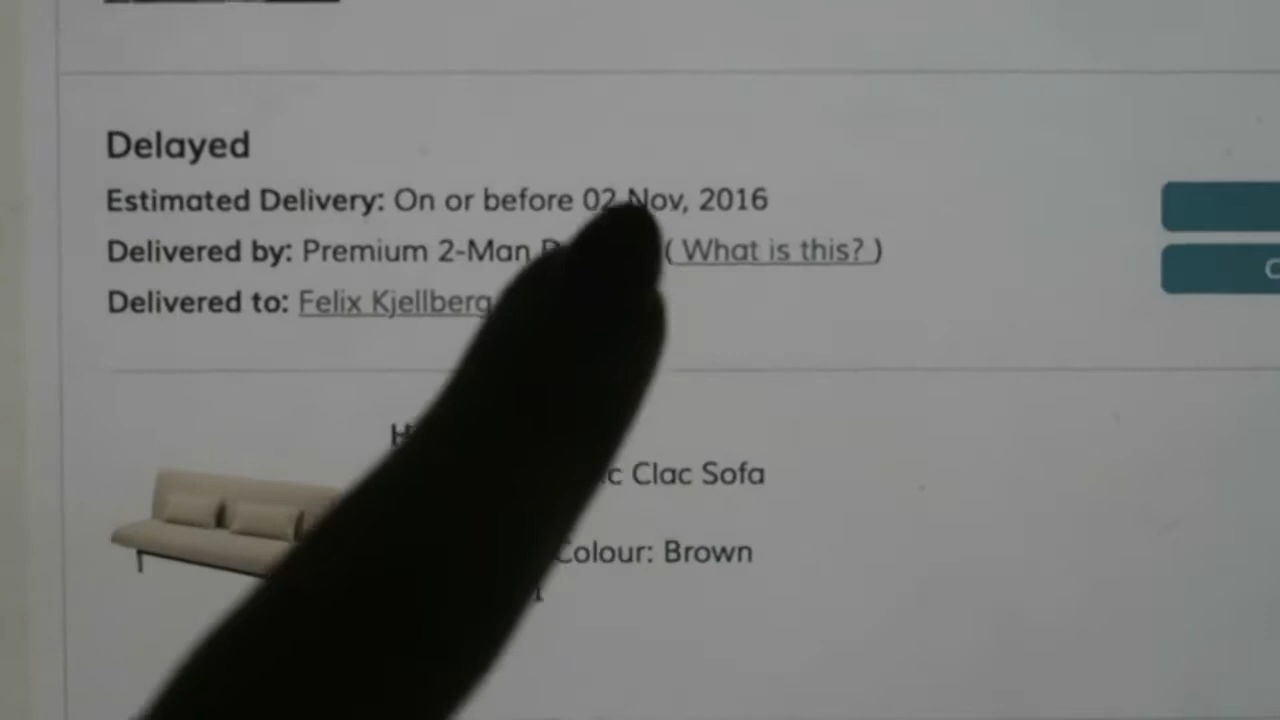 Delayed
Estimated Delivery: On or before 02 Nov, 2016
Delivered by: Premium 2-Man ( What is this? )
Delivered to: Felix Kjellberg
Clac Sofa
Colour: Brown